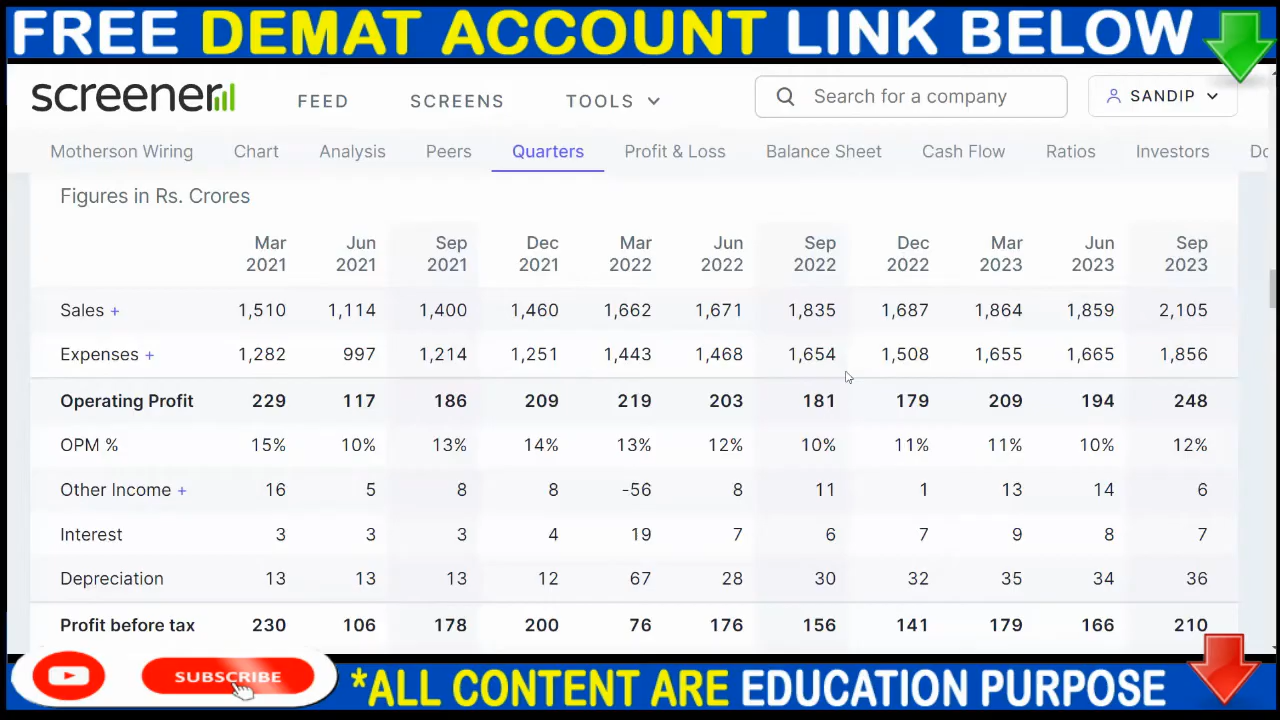 FREE DEMAT ACCOUNT LINK BELOW
screener FEED SCREENS TOOLS Search for a company SANDIP
Motherson Wiring Chart Analysis Peers Quarters Profit & Loss Balance Sheet Cash Flow Ratios Investors
Figures in Rs. Crores
Mar Jun Sep Dec Mar Jun Sep Dec Mar Jun Sep
2021 2021 2021 2021 2022 2022 2022 2022 2023 2023 2023
Sales + 1,510 1,114 1,400 1,460 1,662 1,671 1,835 1,687 1,864 1,859 2,105
Expenses + 1,282 997 1,214 1,251 1,443 1,468 1,654 1,508 1,655 1,665 1,856
Operating Profit 229 117 186 209 219 203 181 179 209 194 248
OPM % 15% 10% 13% 14% 13% 12% 10% 11% 11% 10% 12%
Other Income + 16 5 8 8 -56 8 11 1 13 14 6
Interest 3 3 3 4 19 7 6 7 9 8 7
Depreciation 13 13 13 12 67 28 30 32 35 34 36
Profit before tax 230 106 178 200 76 176 156 141 179 166 210
SUBSCRIBE
*ALL CONTENT ARE EDUCATION PURPOSE